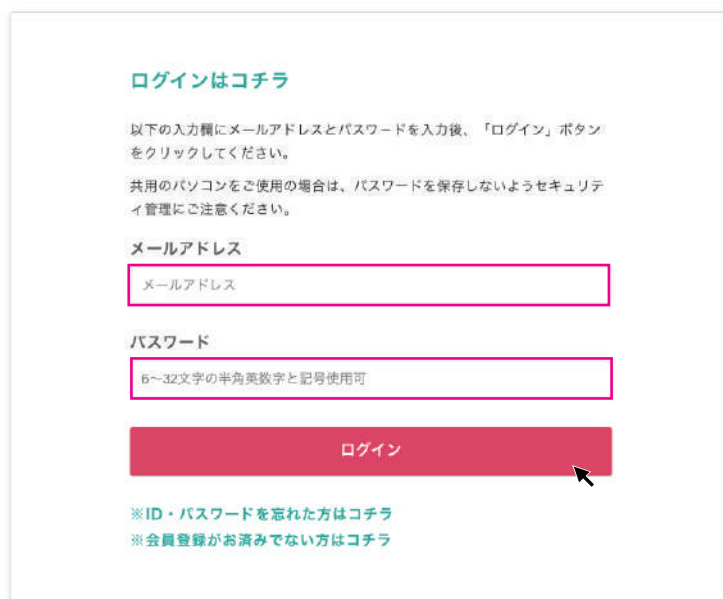 ログインはコチラ
以下の入力欄にメールアドレスとパスワードを入力後、「ログイン」ボタン
をクリックしてください。
共用のパソコンをご使用の場合は、パスワードを保存しないようセキュリテ
ィ管理にご注意ください。
メールアドレス
メールアドレス
パスワード
6〜32文字の半角英数字と記号使用可
ログイン
※ID・パスワードを忘れた方はコチラ
※会員登録がお済みでない方はコチラ